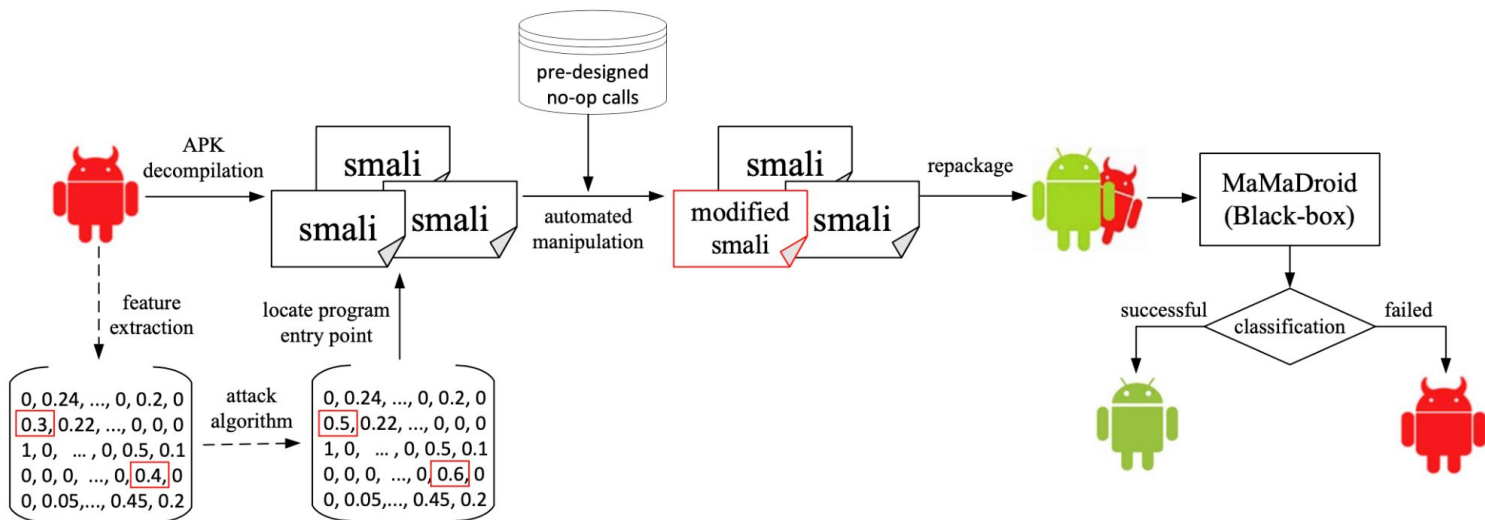 pre-designed
no-op calls
APK
decompilation
smali
smali
smali
automated
manipulation
smali
modified
smali
smali
repackage
MaMaDroid
(Black-box)
feature
extraction
locate program
entry point
successful
classification
failed
0, 0.24, ..., 0, 0.2, 0
0.3, 0.22, ..., 0, 0, 0
1, 0, ... , 0, 0.5, 0.1
0, 0, 0, ..., 0, 0.4, 0
0, 0.05,..., 0.45, 0.2
attack
algorithm
0, 0.24, ..., 0, 0.2, 0
0.5, 0.22, ..., 0, 0, 0
1, 0, ... , 0, 0.5, 0.1
0, 0, 0, ..., 0, 0.6, 0
0, 0.05,..., 0.45, 0.2